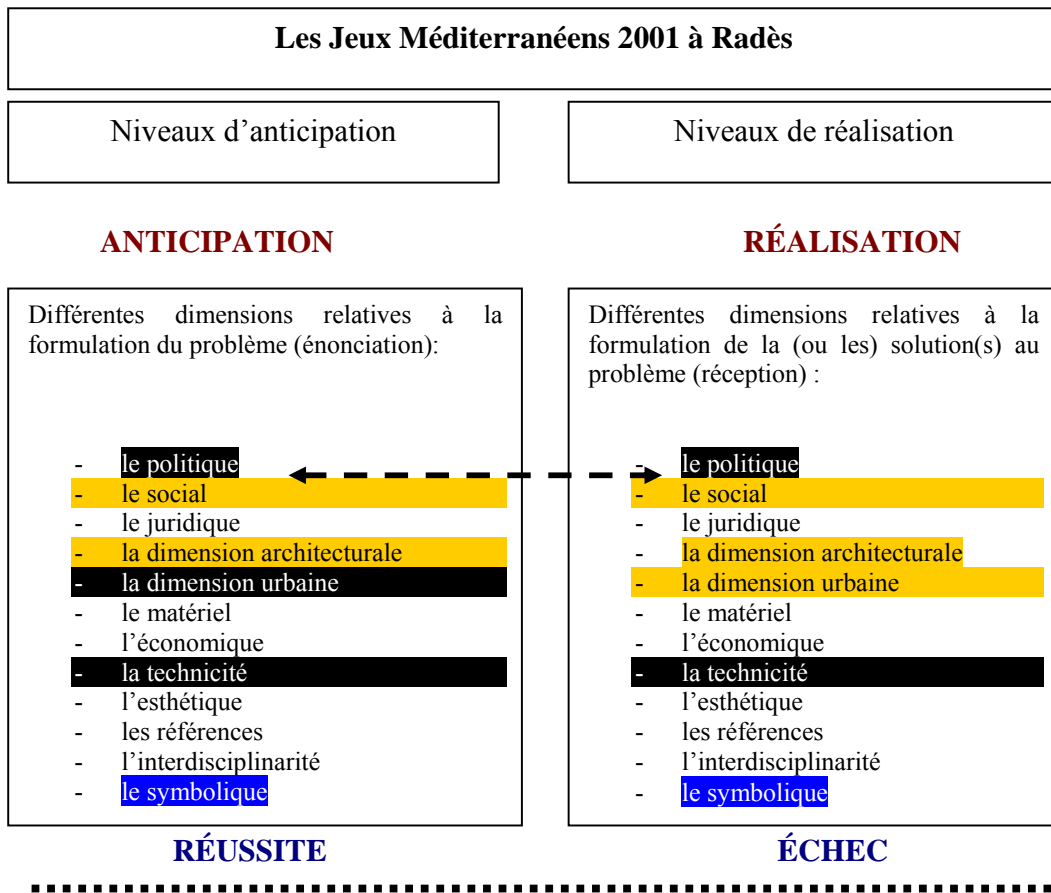 Les Jeux Méditerranéens 2001 à Radès
Niveaux d'anticipation
Niveaux de réalisation
ANTICIPATION
RÉALISATION
Différentes dimensions relatives à la
formulation du problème (énonciation):
- le politique
- le social
- le juridique
- la dimension architecturale
- la dimension urbaine
- le matériel
- l'économique
- la technicité
- l'esthétique
- les références
- l'interdisciplinarité
- le symbolique
Différentes dimensions relatives à la
formulation de la (ou les) solution(s) au
problème (réception) :
- le politique
- le social
- le juridique
- la dimension architecturale
- la dimension urbaine
- le matériel
- l'économique
- la technicité
- l'esthétique
- les références
- l'interdisciplinarité
- le symbolique
RÉUSSITE
ÉCHEC